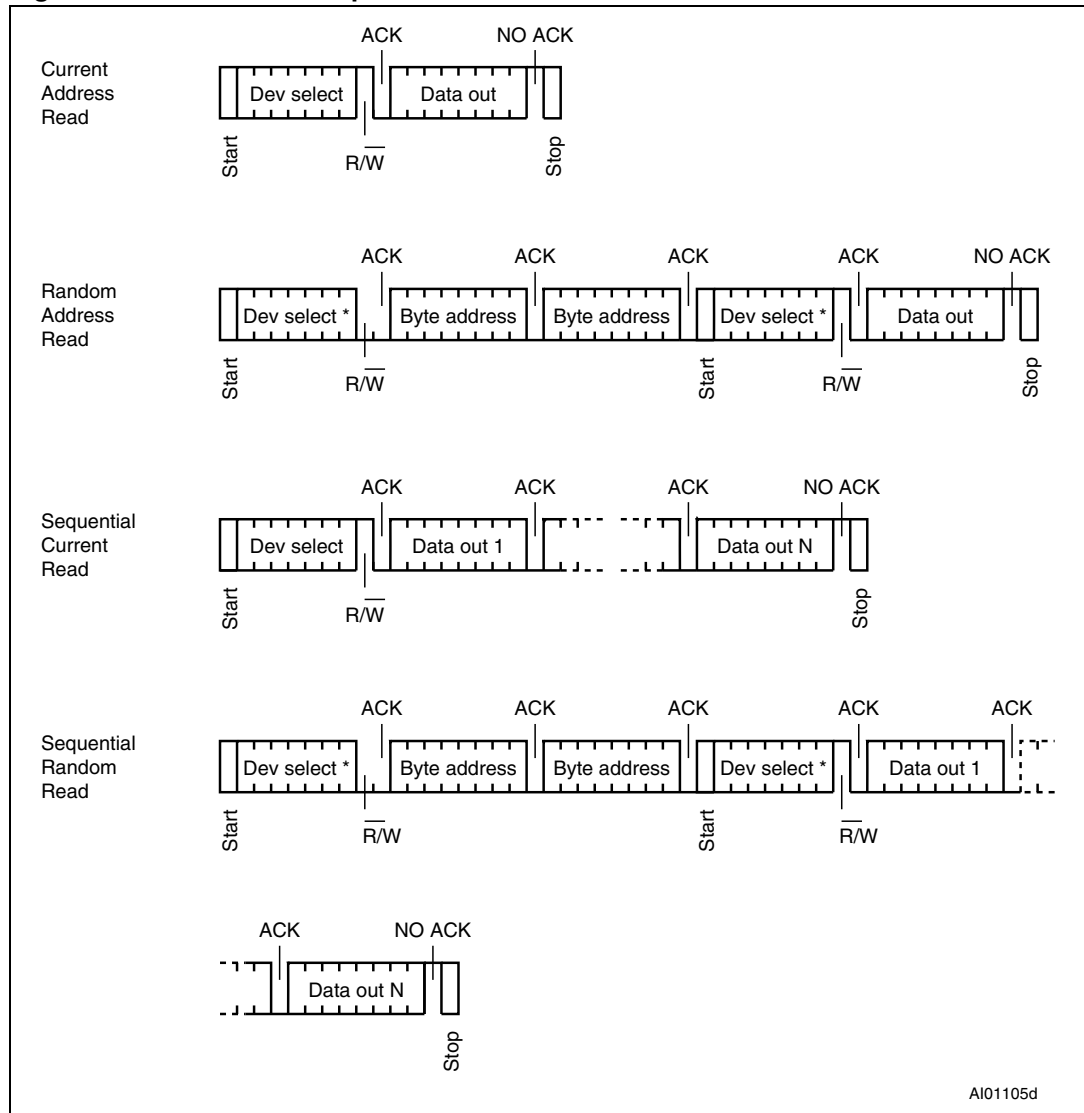 ACK NO ACK
Current
Address
Read
Dev select Data out
Start R/W Stop
ACK ACK ACK ACK NO ACK
Random
Address
Read
Dev select * Byte address Byte address Dev select * Data out
Start R/W Start R/W Stop
ACK ACK ACK NO ACK
Sequential
Current
Read
Dev select Data out 1 Data out N
Start R/W Stop
ACK ACK ACK ACK ACK
Sequential
Random
Read
Dev select * Byte address Byte address Dev select * Data out 1
Start R/W Start R/W
ACK NO ACK
Data out N
Stop
AI01105d